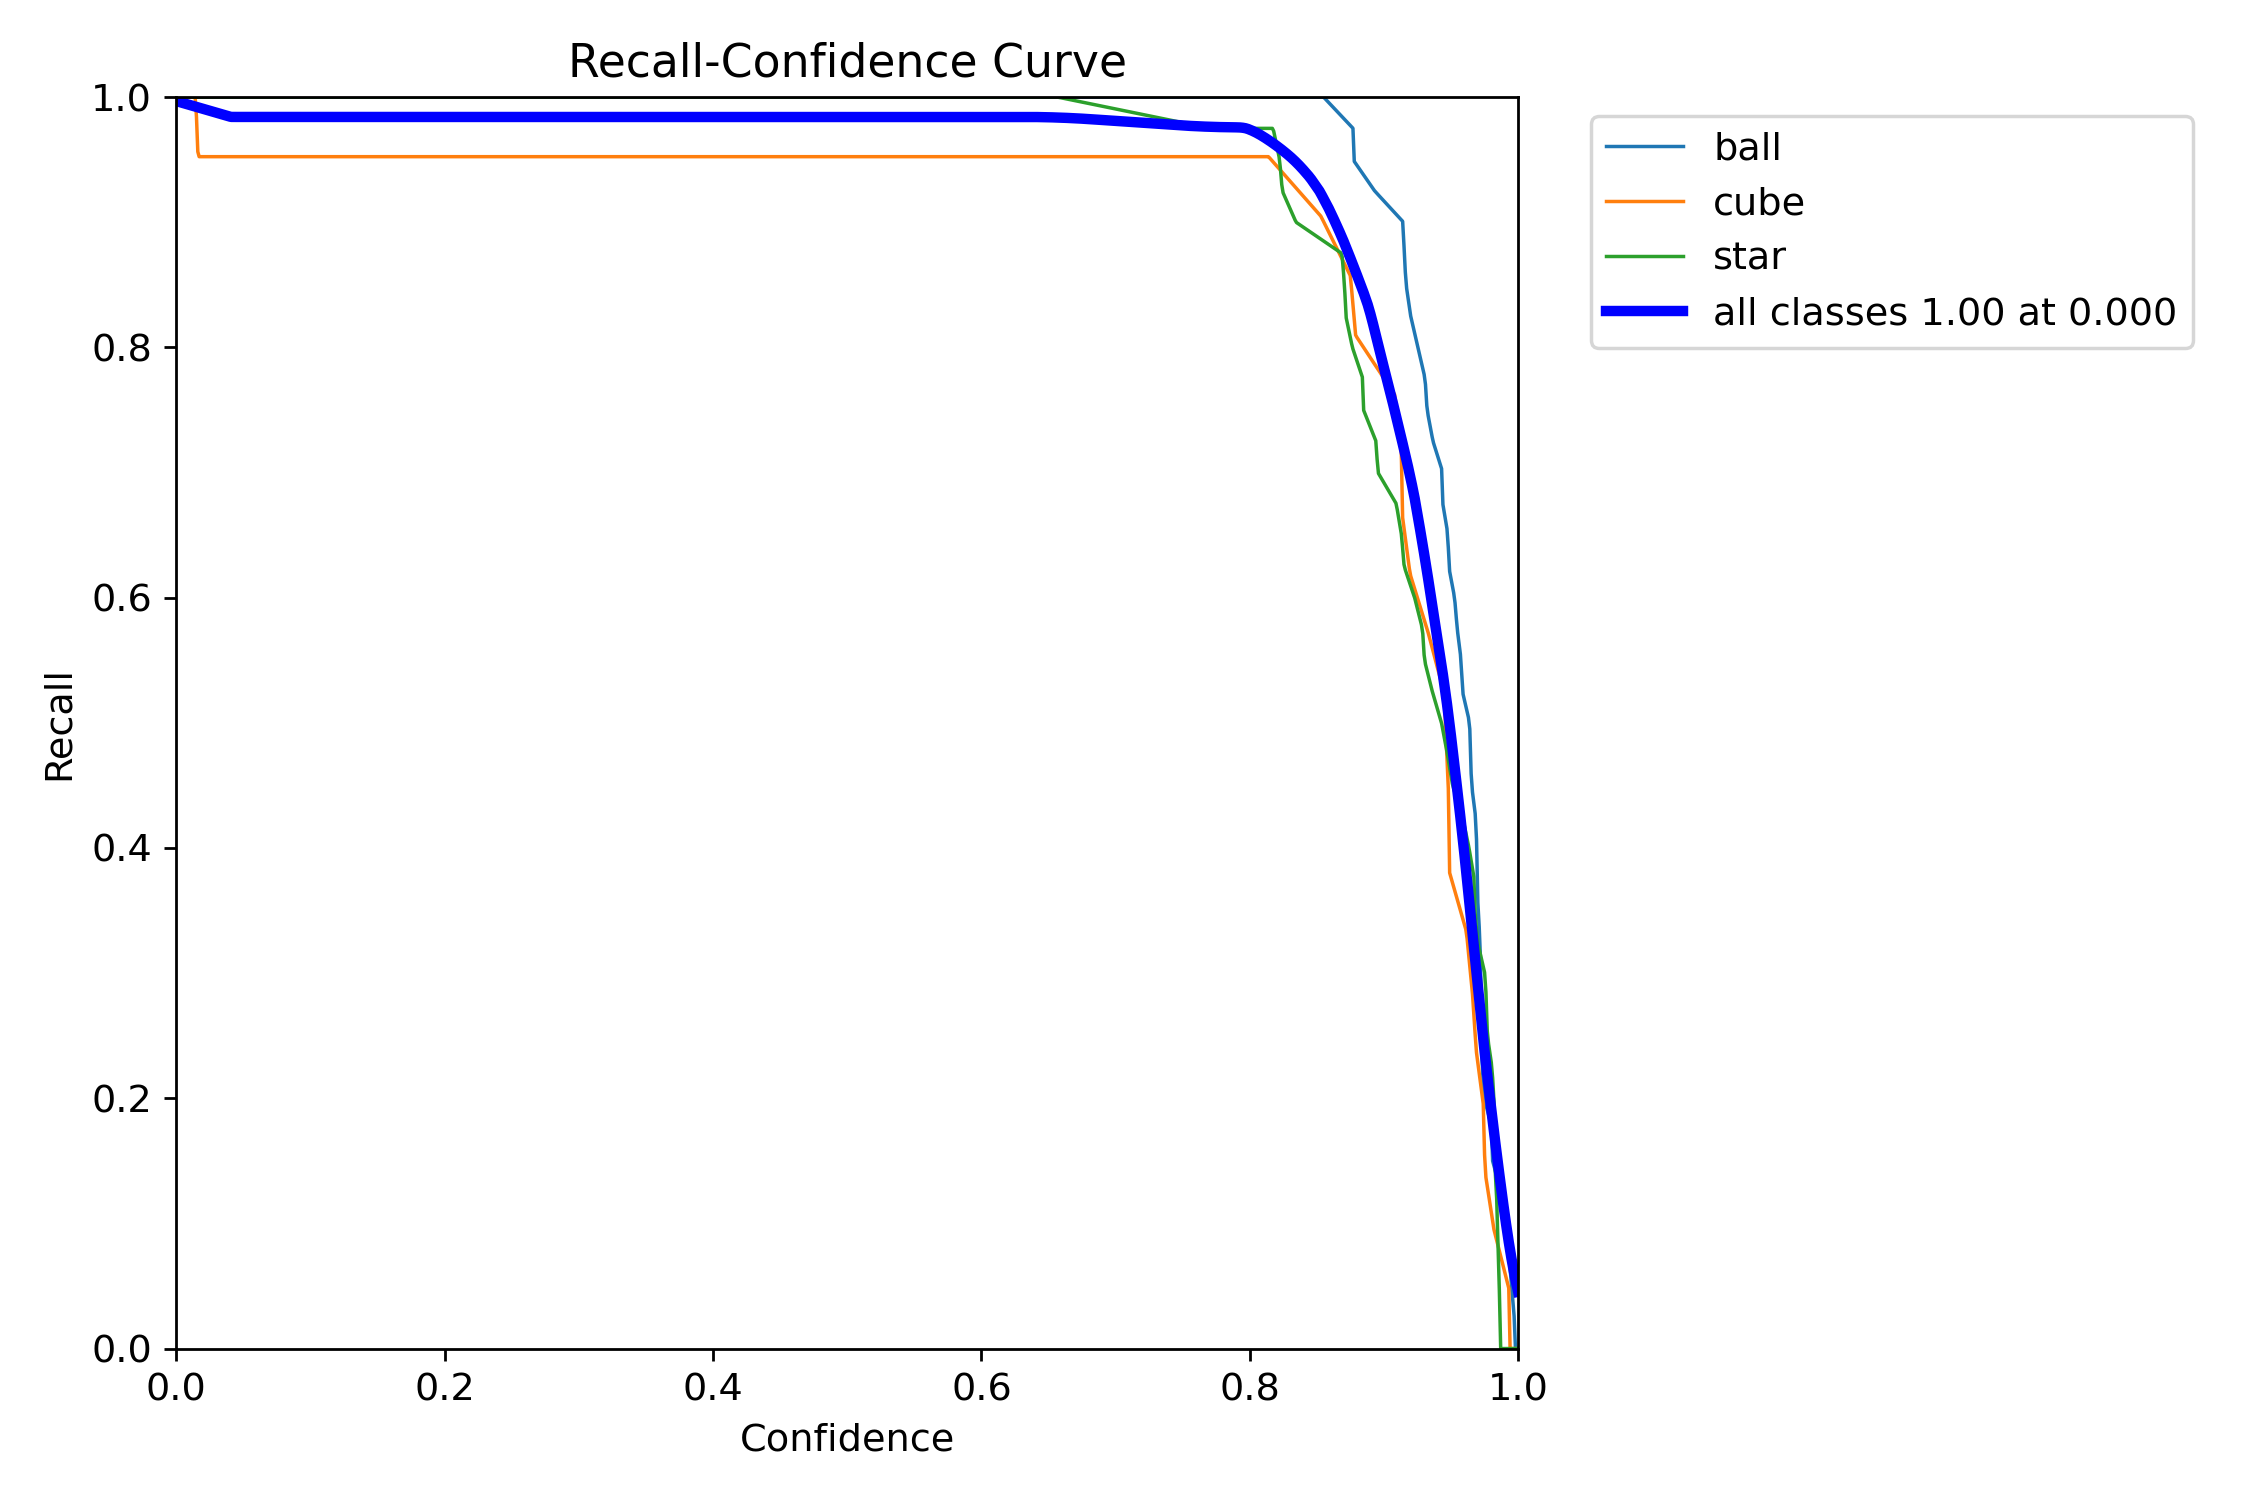 Recall-Confidence Curve
1.0
0.8
0.6
0.4
0.2
0.0
Recall
0.0 0.2 0.4 0.6 0.8 1.0
Confidence
ball
cube
star
all classes 1.00 at 0.000